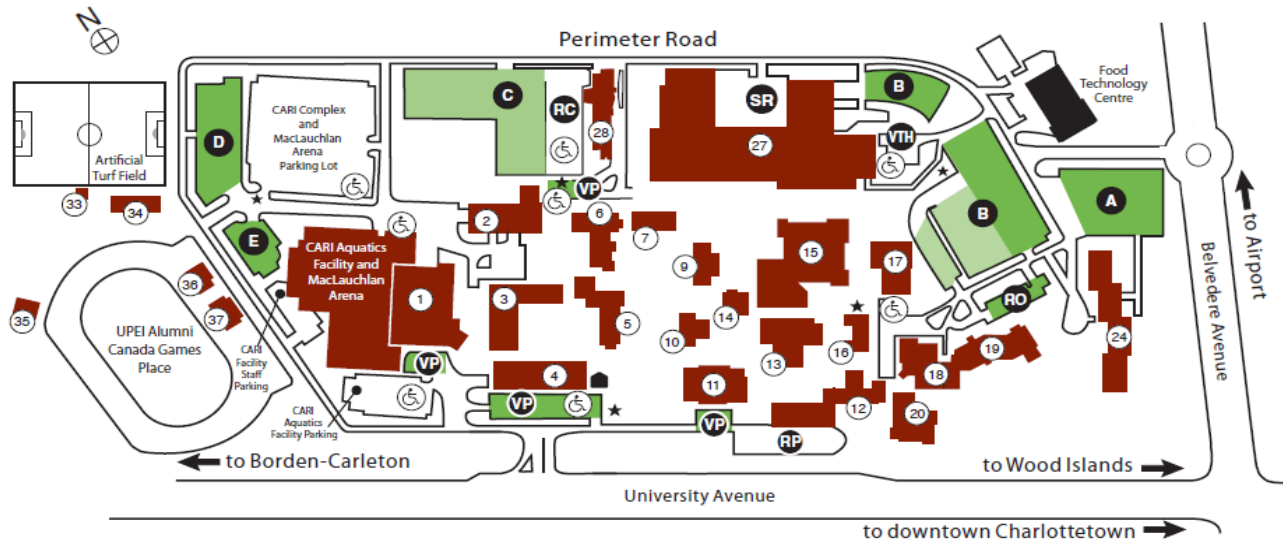 N
Perimeter Road
Food
Technology
Centre
CARI Complex
and
MacLauchlan
Arena
Parking Lot
D
C
RC
28
SR
27
B
VTH
Artificial
Turf Field
33
34
VP
2
6
7
B
A
E
CARI Aquatics
Facility and
MacLauchlan
Arena
1
3
5
9
14
10
15
17
to Airport
Belvedere Avenue
36
37
35
UPEI Alumni
Canada Games
Place
RO
16
13
19
18
24
CARI
Facility
Staff
Parking
VP
4
11
12
20
CARI
Aquatics
Facility Parking
VP
VP
RP
to Borden-Carleton
to Wood Islands
University Avenue
to downtown Charlottetown